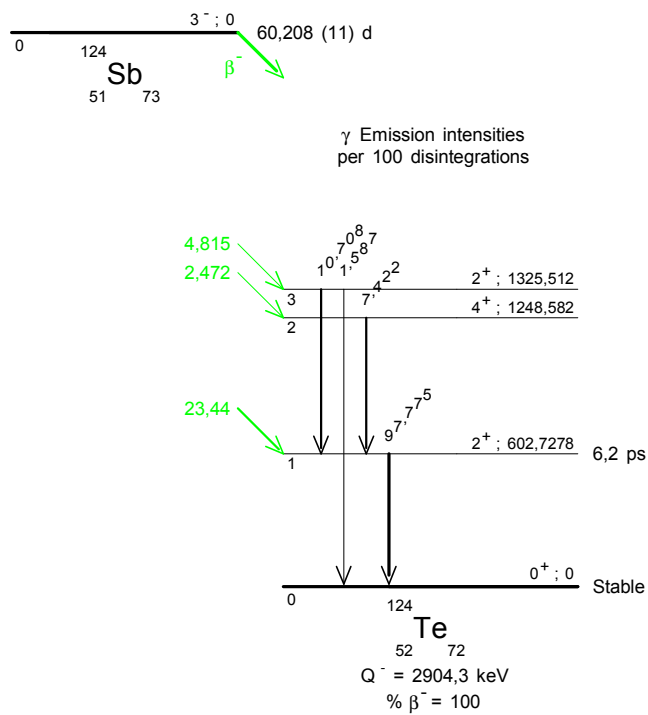 3⁻ ; 0
60,208 (11) d
0
124
Sb
51 73
β⁻
γ Emission intensities
per 100 disintegrations
4,815
10,708
1,587
2⁺ ; 1325,512
3
2,472
7,422
4⁺ ; 1248,582
2
23,44
97,775
2⁺ ; 602,7278
6,2 ps
1
0⁺ ; 0
Stable
0
124
Te
52 72
Q⁻ = 2904,3 keV
% β⁻ = 100